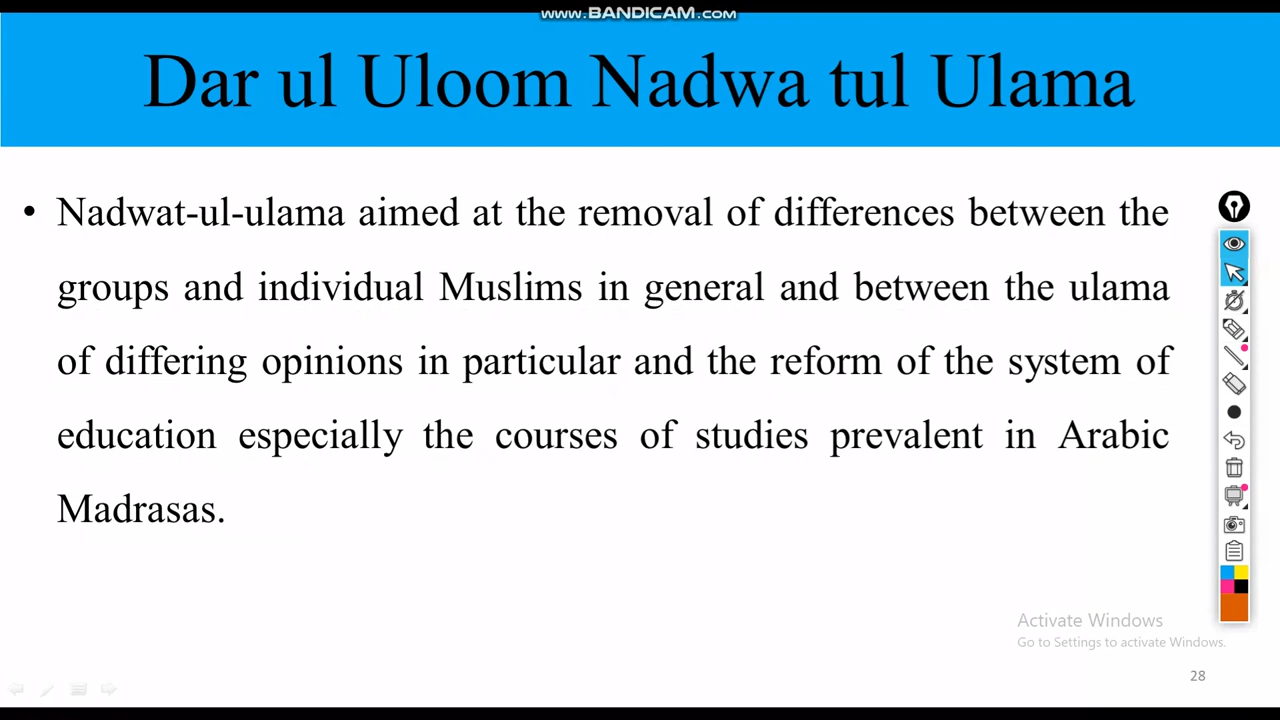 www.BANDICAM.com
Dar ul Uloom Nadwa tul Ulama
• Nadwat-ul-ulama aimed at the removal of differences between the
groups and individual Muslims in general and between the ulama
of differing opinions in particular and the reform of the system of
education especially the courses of studies prevalent in Arabic
Madrasas.
Activate Windows
Go to Settings to activate Windows.
28